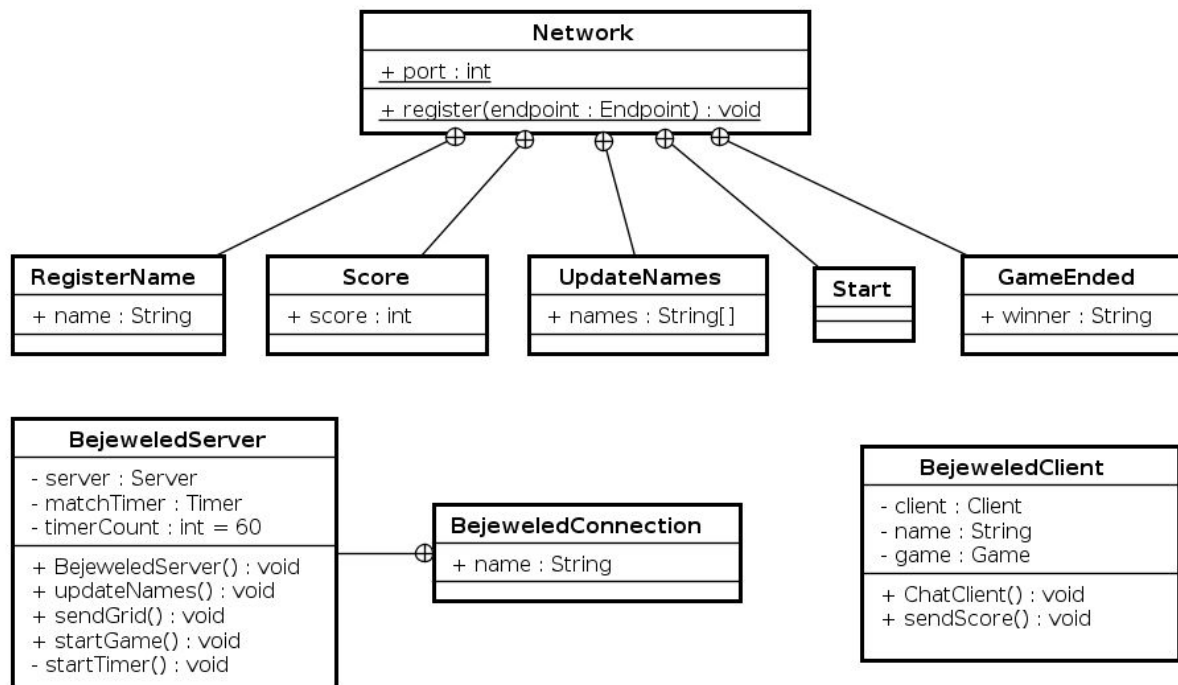 Network
+ port : int
+ register(endpoint : Endpoint) : void
RegisterName
+ name : String
Score
+ score : int
UpdateNames
+ names : String[]
Start
GameEnded
+ winner : String
BejeweledServer
- server : Server
- matchTimer : Timer
- timerCount : int = 60
+ BejeweledServer() : void
+ updateNames() : void
+ sendGrid() : void
+ startGame() : void
- startTimer() : void
BejeweledConnection
+ name : String
BejeweledClient
- client : Client
- name : String
- game : Game
+ ChatClient() : void
+ sendScore() : void